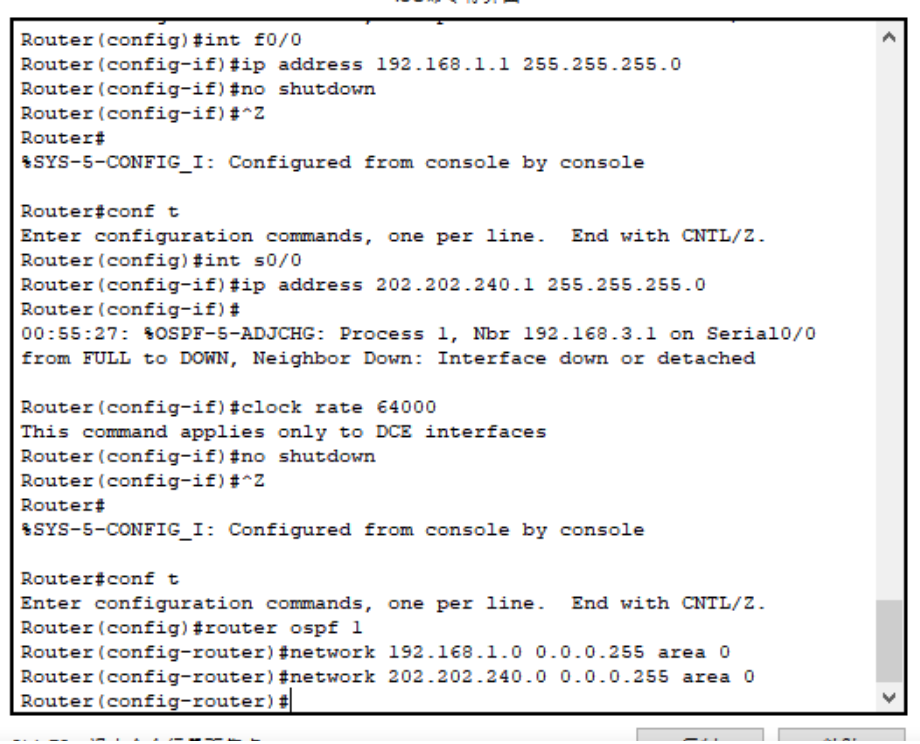 Router(config)#int f0/0
Router(config-if)#ip address 192.168.1.1 255.255.255.0
Router(config-if)#no shutdown
Router(config-if)#^Z
Router#
%SYS-5-CONFIG_I: Configured from console by console
Router#conf t
Enter configuration commands, one per line.  End with CNTL/Z.
Router(config)#int s0/0
Router(config-if)#ip address 202.202.240.1 255.255.255.0
Router(config-if)#
00:55:27: %OSPF-5-ADJCHG: Process 1, Nbr 192.168.3.1 on Serial0/0
from FULL to DOWN, Neighbor Down: Interface down or detached
Router(config-if)#clock rate 64000
This command applies only to DCE interfaces
Router(config-if)#no shutdown
Router(config-if)#^Z
Router#
%SYS-5-CONFIG_I: Configured from console by console
Router#conf t
Enter configuration commands, one per line.  End with CNTL/Z.
Router(config)#router ospf 1
Router(config-router)#network 192.168.1.0 0.0.0.255 area 0
Router(config-router)#network 202.202.240.0 0.0.0.255 area 0
Router(config-router)#